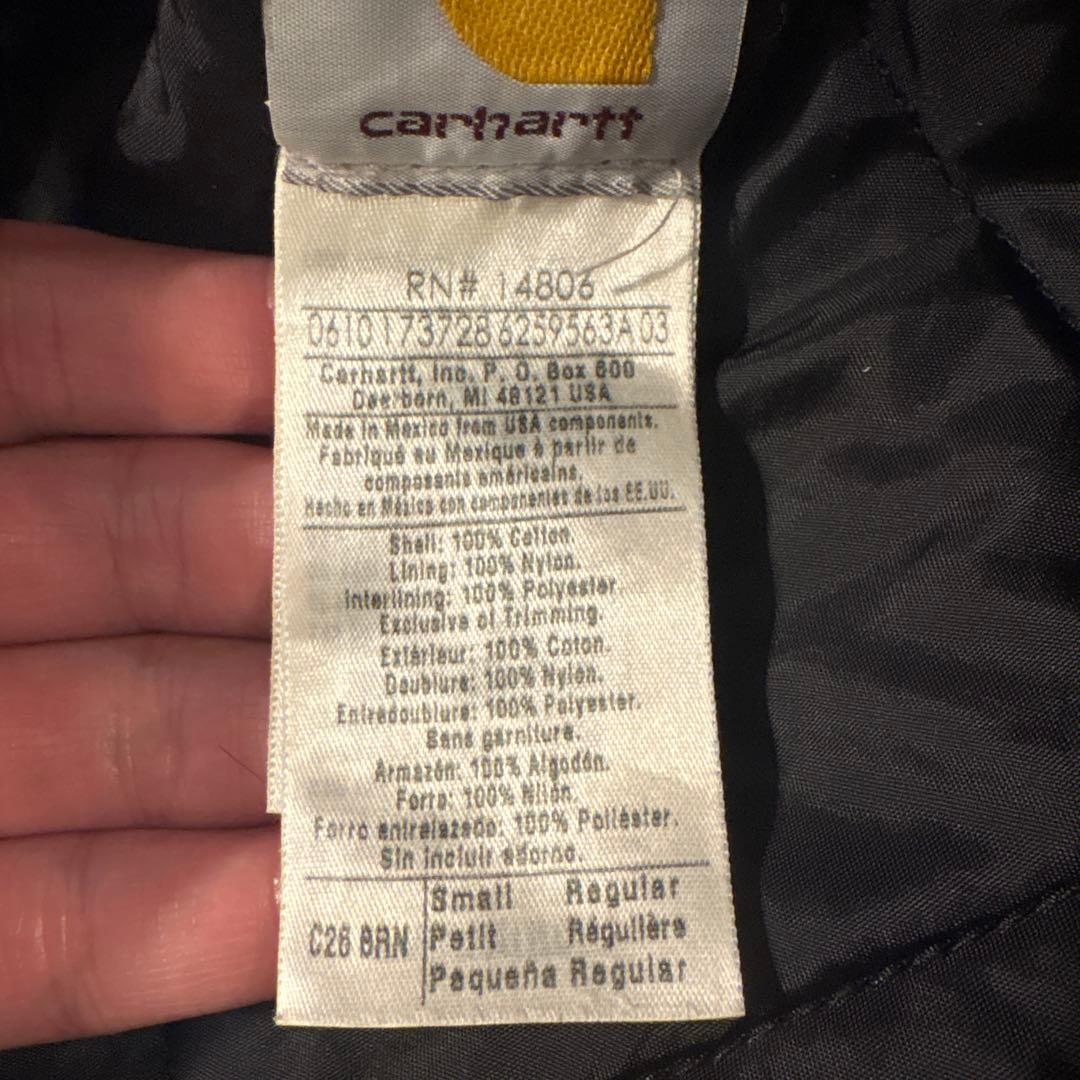 carhartt
RN# 14806
06101737286259563A03
Carhartt, Inc. P. O. Box 600
Dearborn, MI 48121 USA
Made in Mexico from USA components.
Fabriqué au Mexique à partir de
composants américains.
Hecho en México con componentes de los EE.UU.
Shell: 100% Cotton.
Lining: 100% Nylon.
Interlining: 100% Polyester.
Exclusive of Trimming.
Extérieur: 100% Coton.
Doublure: 100% Nylon.
Entredoublure: 100% Polyester.
Sans garniture.
Armazón: 100% Algodón.
Forro: 100% Nilón.
Forro entrelazado: 100% Poliéster.
Sin incluir adorno.
C26 BRN
Small Regular
Petit Régulière
Pequeña Regular